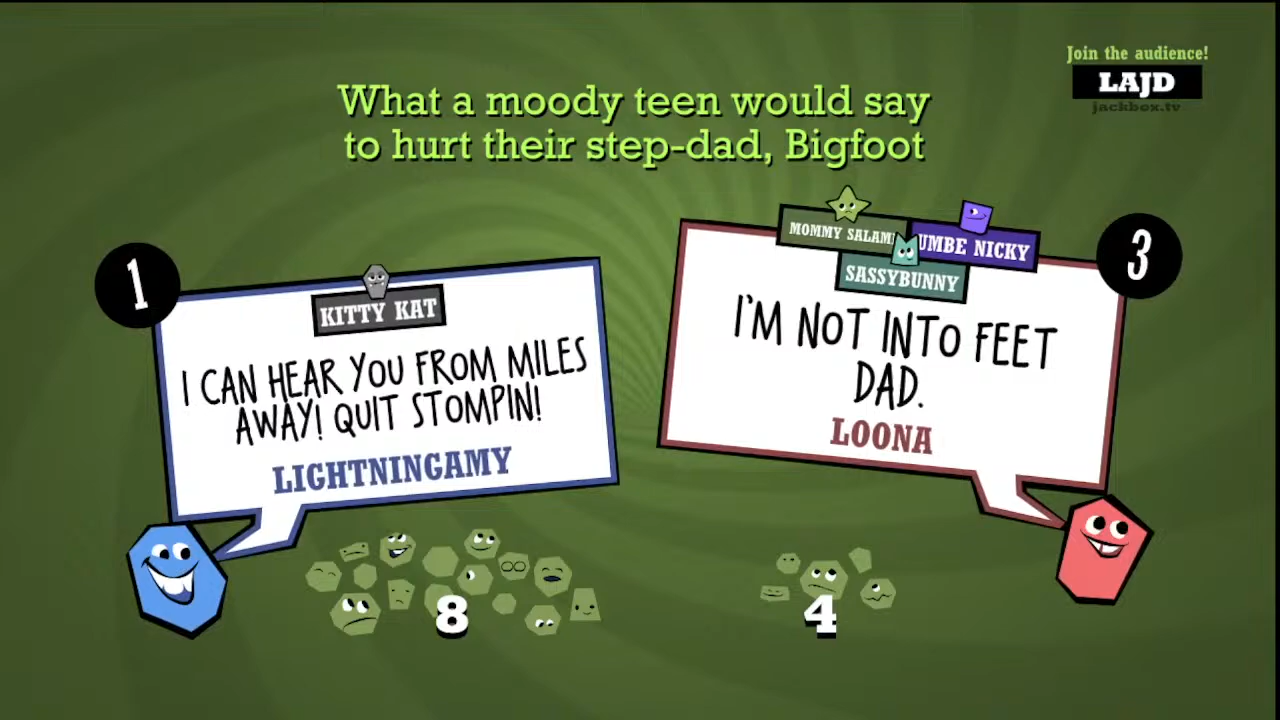 Join the audience!
LAJD
jackbox.tv
What a moody teen would say
to hurt their step-dad, Bigfoot
1
KITTY KAT
I CAN HEAR YOU FROM MILES
AWAY! QUIT STOMPIN!
LIGHTNINGAMY
8
3
MOMMY
UMBE NICKY
SASSYBUNNY
I'M NOT INTO FEET
DAD.
LOONA
4